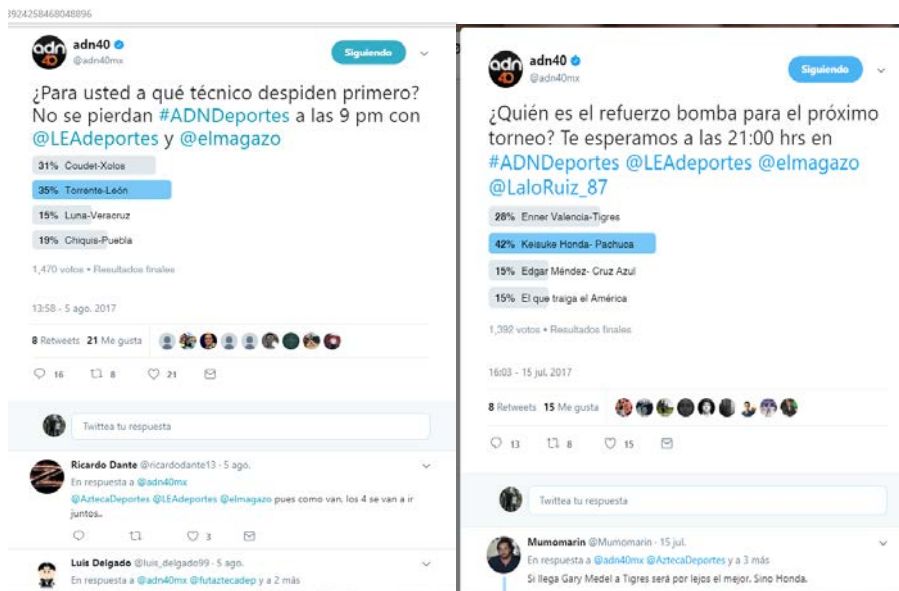 3924258468048896
adn40
@adn40mx
Siguiendo
¿Para usted a qué técnico despiden primero?
No se pierdan #ADNDeportes a las 9 pm con
@LEAdeportes y @elmagazo
31% Coudet-Xolos
35% Torrente-León
15% Luna-Veracruz
19% Chiquis-Puebla
1,470 votos • Resultados finales
13:58 - 5 ago. 2017
8 Retweets 21 Me gusta
16 8 21
Twittea tu respuesta
Ricardo Dante @ricardodante13 · 5 ago.
En respuesta a @adn40mx
@AztecaDeportes @LEAdeportes @elmagazo pues como van, los 4 se van a ir
juntos..
3
Luis Delgado @luis_delgado99 · 5 ago.
En respuesta a @adn40mx @futaztecadep y a 2 más
adn40
@adn40mx
Siguiendo
¿Quién es el refuerzo bomba para el próximo
torneo? Te esperamos a las 21:00 hrs en
#ADNDeportes @LEAdeportes @elmagazo
@LaloRuiz_87
28% Enner Valencia-Tigres
42% Keisuke Honda- Pachuca
15% Edgar Méndez- Cruz Azul
15% El que traiga el América
1,392 votos • Resultados finales
16:03 - 15 jul. 2017
8 Retweets 15 Me gusta
13 8 15
Twittea tu respuesta
Mumomarin @Mumomarin · 15 jul.
En respuesta a @adn40mx @AztecaDeportes y a 3 más
Si llega Gary Medel a Tigres será por lejos el mejor. Sino Honda.